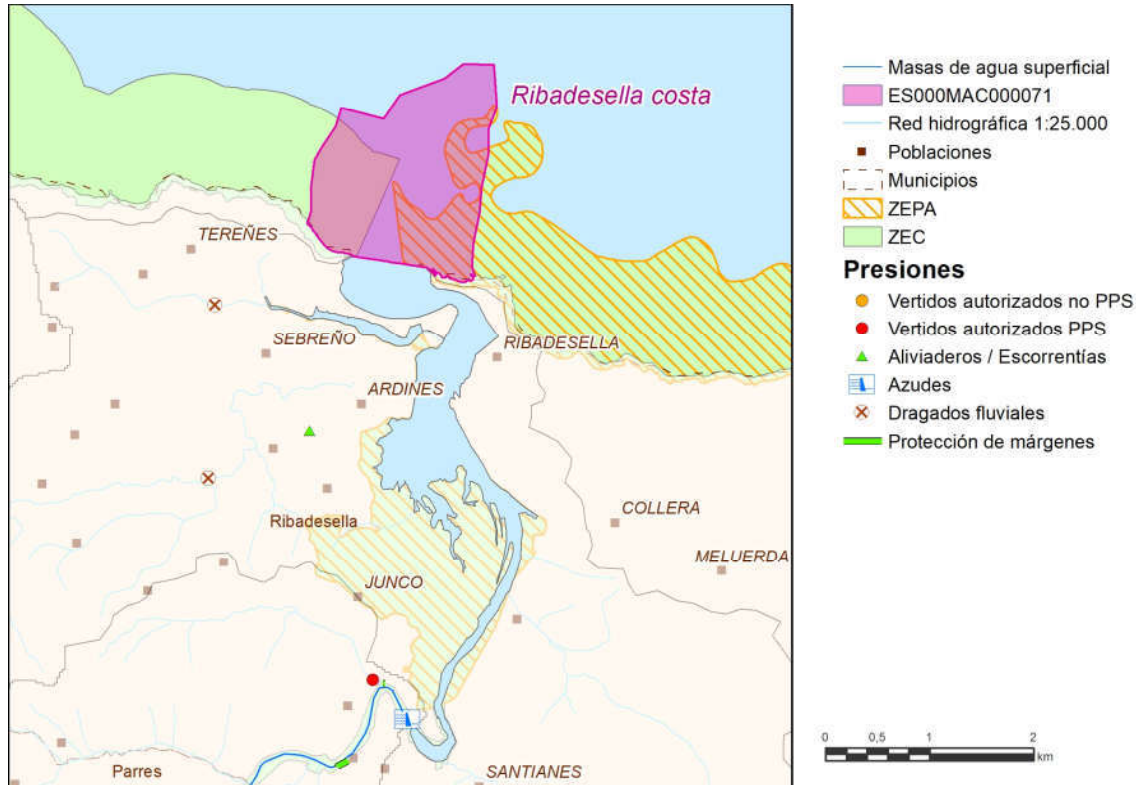 Ribadesella costa
TEREÑES
SEBREÑO
RIBADESELLA
ARDINES
COLLERA
Ribadesella
MELUERDA
JUNCO
Parres
SANTIANES
Masas de agua superficial
ES000MAC000071
Red hidrográfica 1:25.000
Poblaciones
Municipios
ZEPA
ZEC
Presiones
Vertidos autorizados no PPS
Vertidos autorizados PPS
Aliviaderos / Escorrentías
Azudes
Dragados fluviales
Protección de márgenes
0 0,5 1 2
km